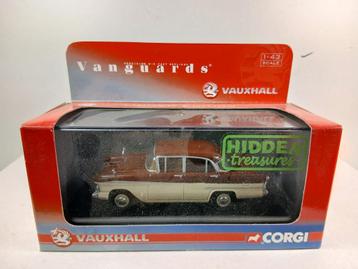 Vanguards®
1:43
SCALE
VAUXHALL
HIDDEN
treasures
VAUXHALL
CORGI